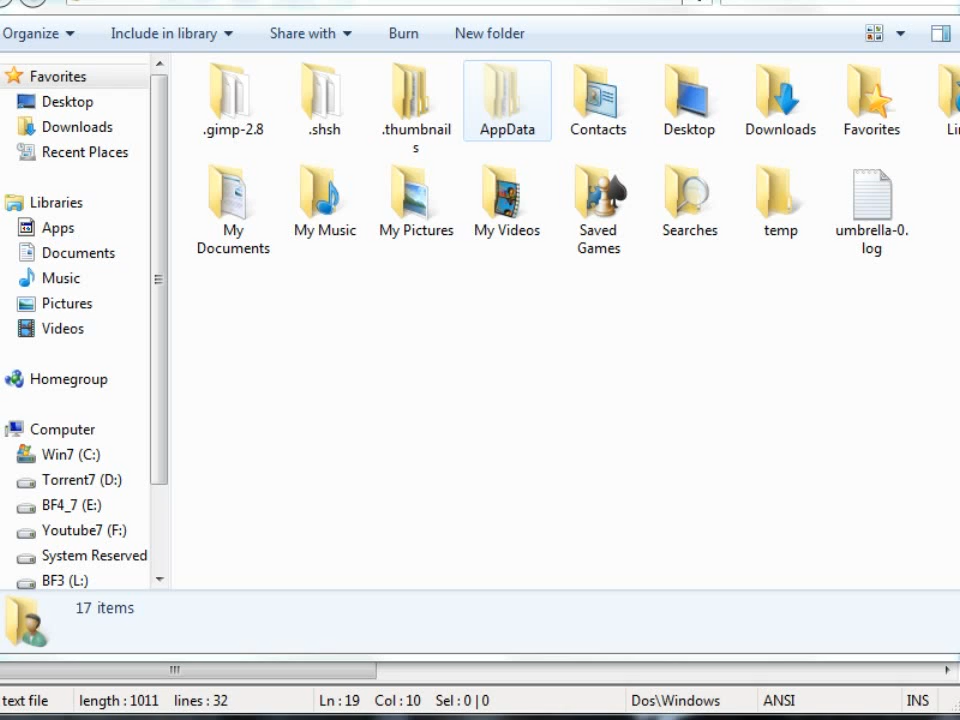 Organize Include in library Share with Burn New folder
Favorites
Desktop
Downloads
Recent Places
Libraries
Apps
Documents
Music
Pictures
Videos
Homegroup
Computer
Win7 (C:)
Torrent7 (D:)
BF4_7 (E:)
Youtube7 (F:)
System Reserved
BF3 (L:)
.gimp-2.8 .shsh .thumbnail AppData Contacts Desktop Downloads Favorites Li
s
My My Music My Pictures My Videos Saved Searches temp umbrella-0.
Documents Games log
17 items
text file length : 1011 lines : 32 Ln : 19 Col : 10 Sel : 0 | 0 Dos\Windows ANSI INS